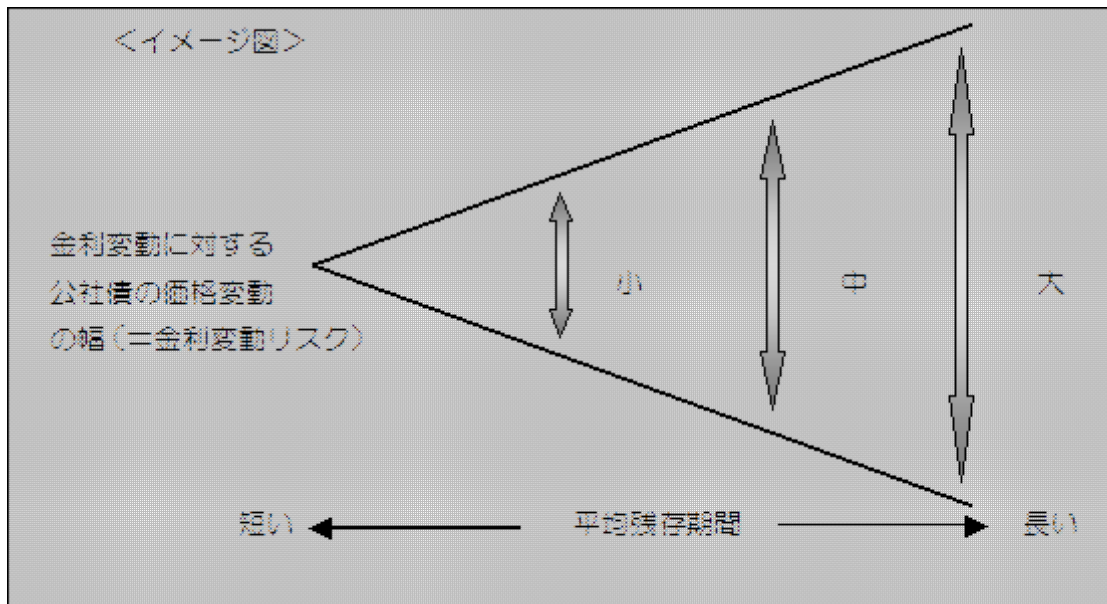 ＜イメージ図＞
金利変動に対する
公社債の価格変動
の幅（＝金利変動リスク）
小
中
大
短い
平均残存期間
長い